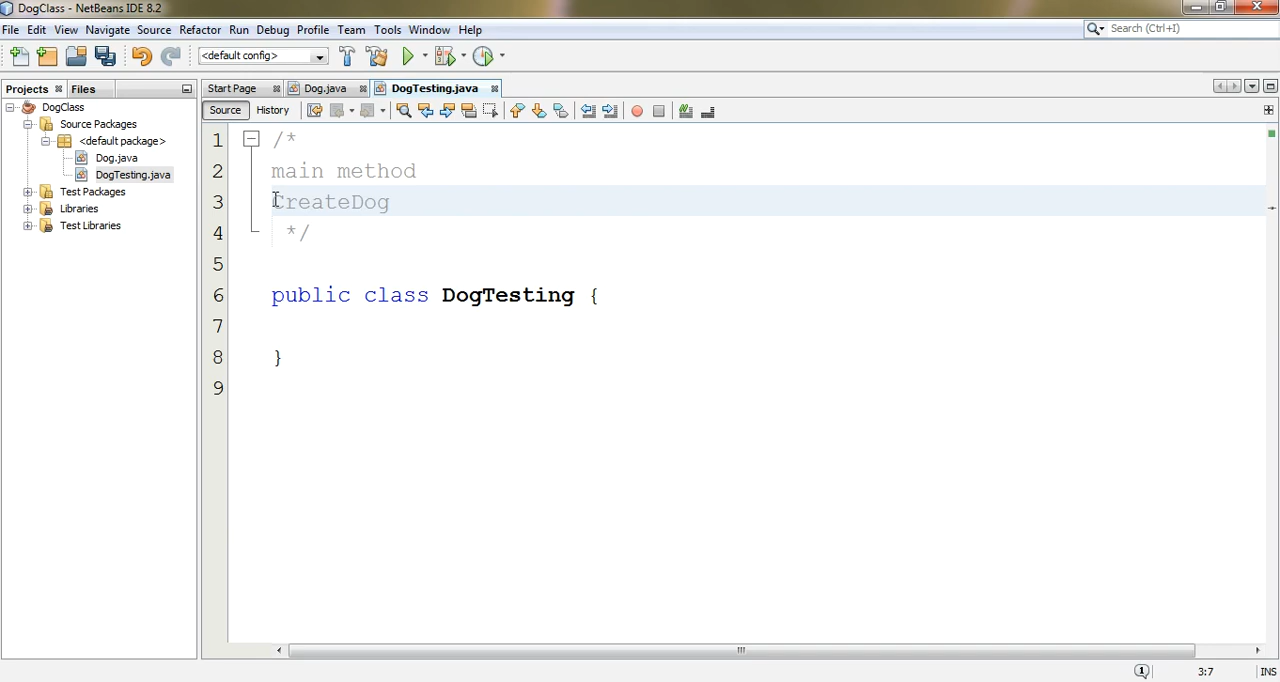 DogClass - NetBeans IDE 8.2
File Edit View Navigate Source Refactor Run Debug Profile Team Tools Window Help
Search (Ctrl+I)
<default config>
Projects Files
Start Page Dog.java DogTesting.java
Source History
DogClass
Source Packages
<default package>
Dog.java
DogTesting.java
Test Packages
Libraries
Test Libraries
1 /*
2 main method
3 CreateDog
4 */
5
6 public class DogTesting {
7
8 }
9
1 3:7 INS